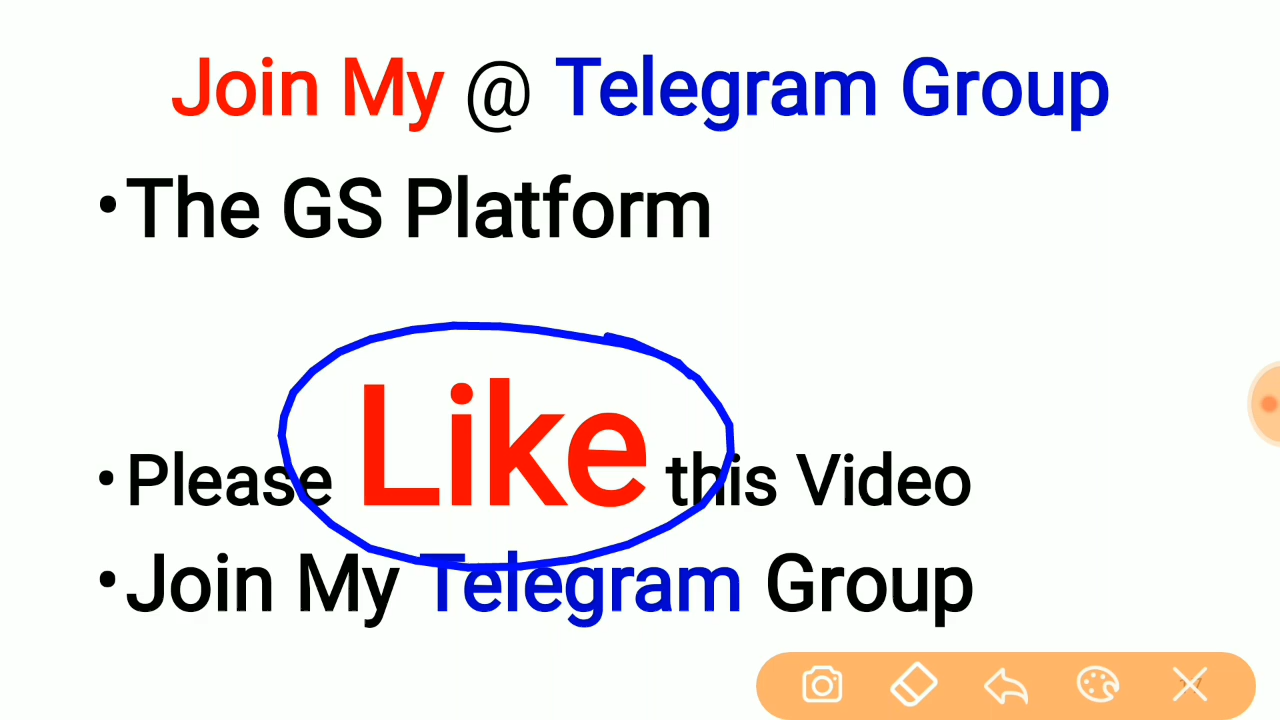 Join My @ Telegram Group
•The GS Platform
•Please Like this Video
•Join My Telegram Group